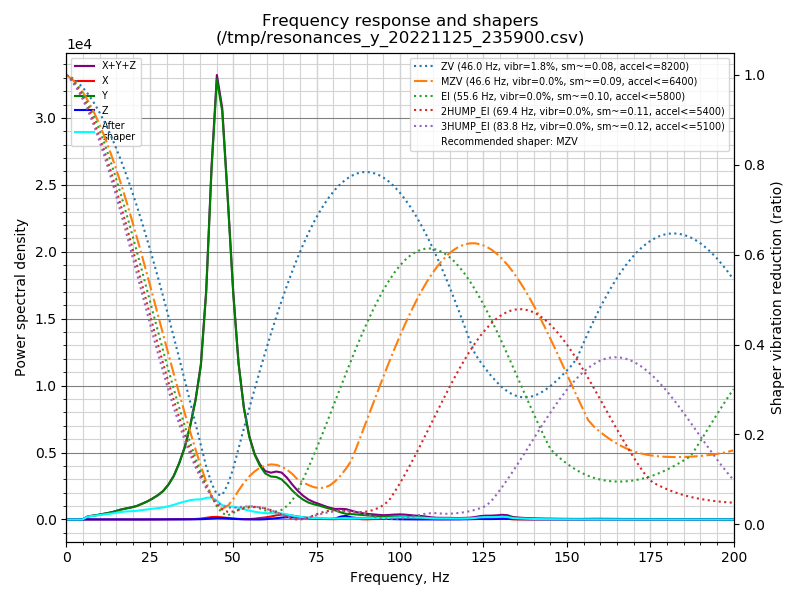 Frequency response and shapers
(/tmp/resonances_y_20221125_235900.csv)
1e4
X+Y+Z
X
Y
Z
After
shaper
ZV (46.0 Hz, vibr=1.8%, sm~=0.08, accel<=8200)
MZV (46.6 Hz, vibr=0.0%, sm~=0.09, accel<=6400)
EI (55.6 Hz, vibr=0.0%, sm~=0.10, accel<=5800)
2HUMP_EI (69.4 Hz, vibr=0.0%, sm~=0.11, accel<=5400)
3HUMP_EI (83.8 Hz, vibr=0.0%, sm~=0.12, accel<=5100)
Recommended shaper: MZV
Power spectral density
3.0
2.5
2.0
1.5
1.0
0.5
0.0
1.0
0.8
0.6
0.4
0.2
0.0
Shaper vibration reduction (ratio)
0 25 50 75 100 125 150 175 200
Frequency, Hz